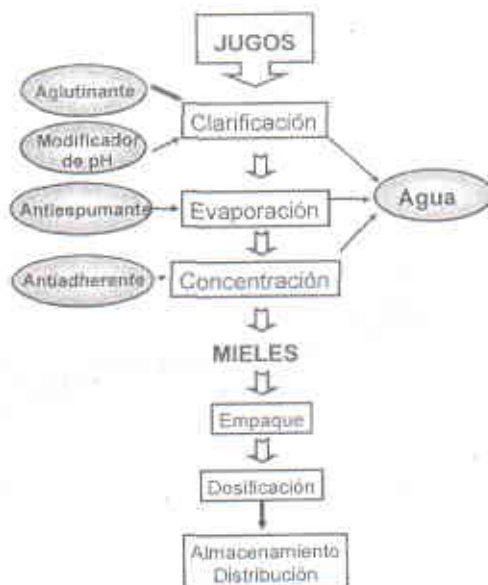 JUGOS
Aglutinante
Clarificación
Modificador
de pH
Antiespumante
Evaporación
Agua
Antiadherente
Concentración
MIELES
Empaque
Dosificación
Almacenamiento
Distribución